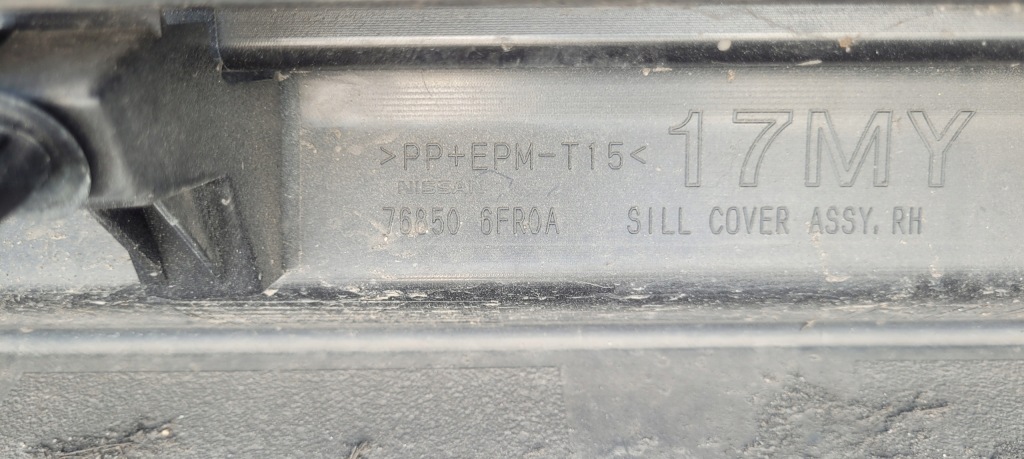 >PP+EPM-T15<
17MY
NISSAN
76850 6FR0A
SILL COVER ASSY, RH